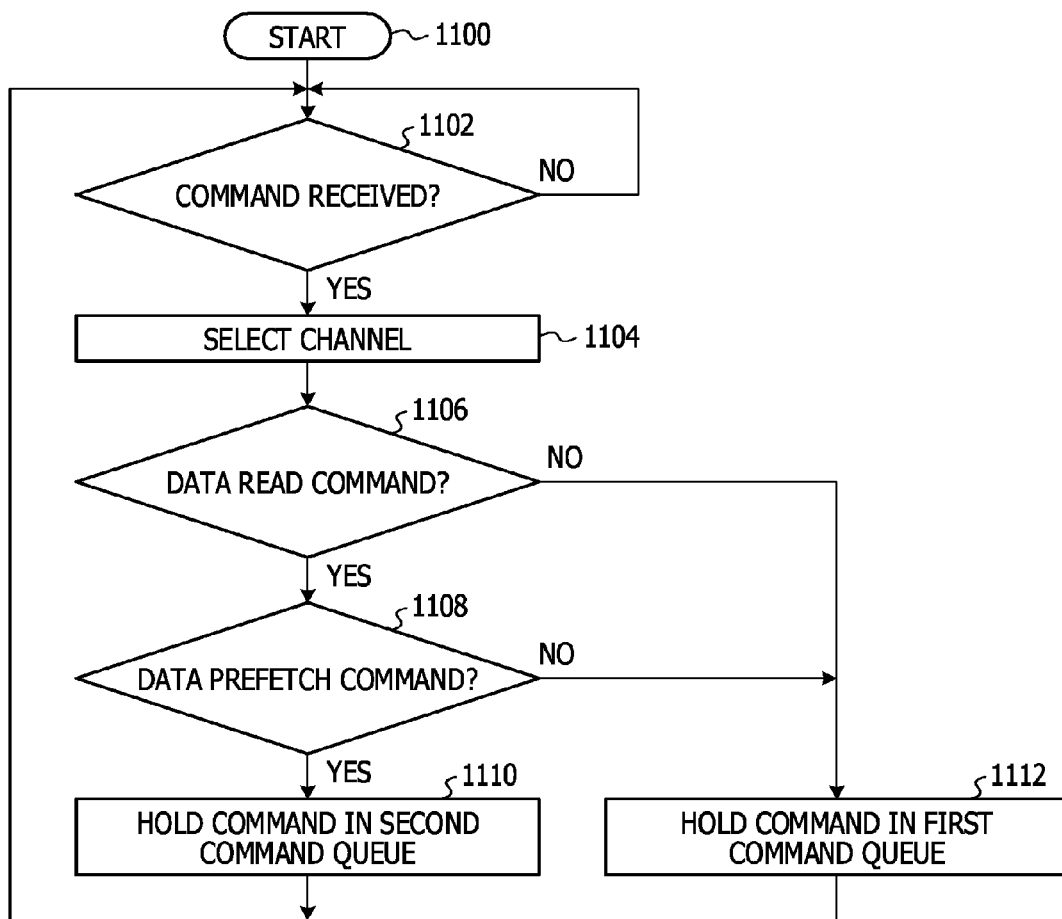 START
1100
1102
COMMAND RECEIVED?
NO
YES
SELECT CHANNEL
1104
1106
DATA READ COMMAND?
NO
YES
1108
DATA PREFETCH COMMAND?
NO
YES
1110
HOLD COMMAND IN SECOND
COMMAND QUEUE
1112
HOLD COMMAND IN FIRST
COMMAND QUEUE